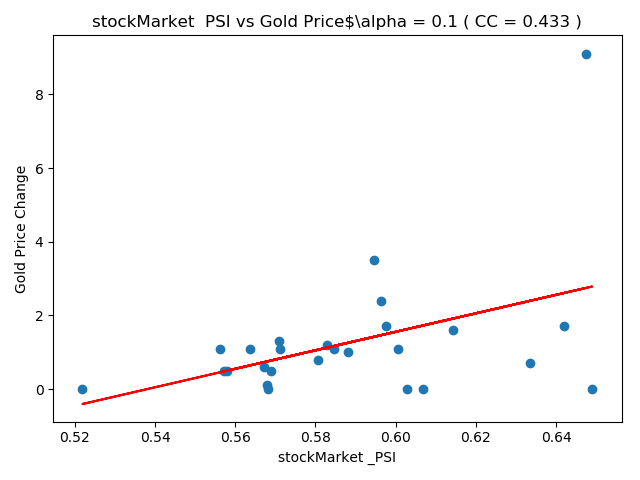 stockMarket  PSI vs Gold Price$\alpha = 0.1 ( CC = 0.433 )
Gold Price Change
8
6
4
2
0
0.52 0.54 0.56 0.58 0.60 0.62 0.64
stockMarket _PSI